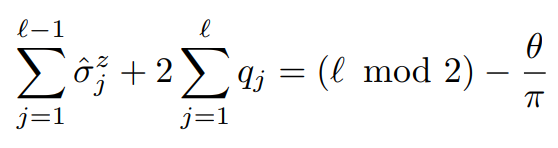 \sum_{j=1}^{\ell-1} \hat{\sigma}_j^z + 2 \sum_{j=1}^{\ell} q_j = (\ell \mod 2) - \frac{\theta}{\pi}